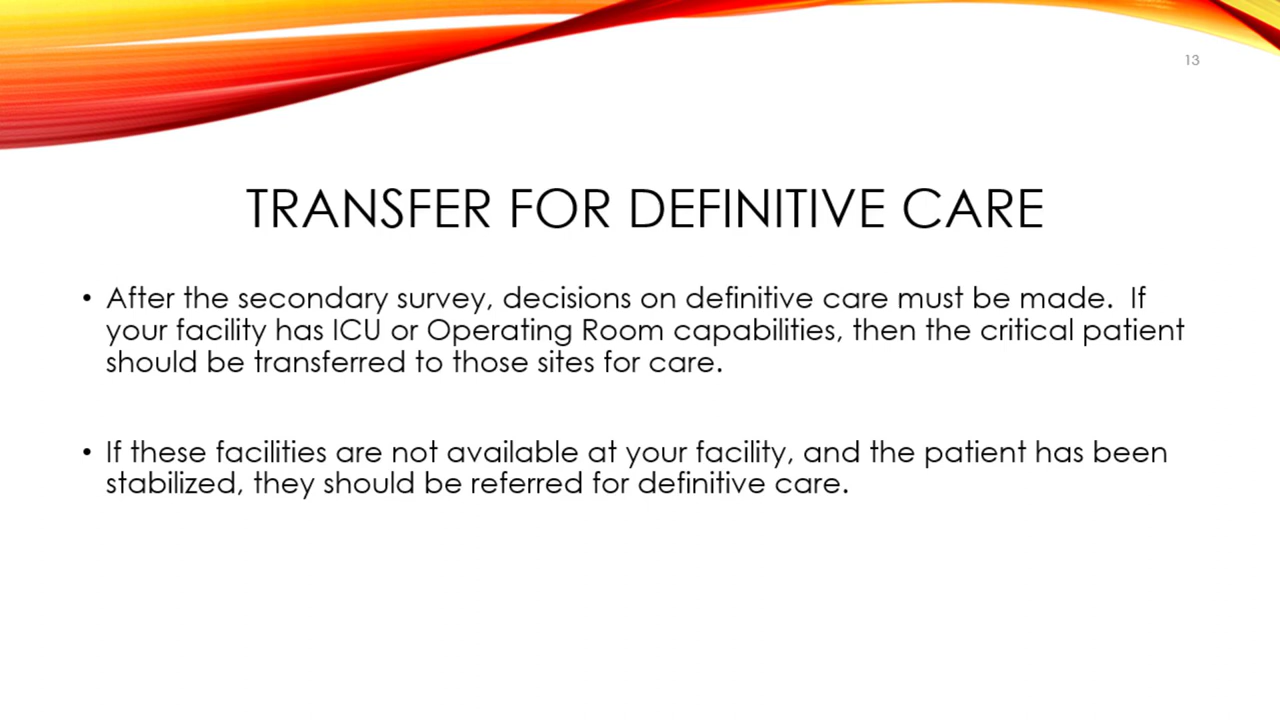 13
TRANSFER FOR DEFINITIVE CARE
• After the secondary survey, decisions on definitive care must be made.  If
your facility has ICU or Operating Room capabilities, then the critical patient
should be transferred to those sites for care.
• If these facilities are not available at your facility, and the patient has been
stabilized, they should be referred for definitive care.